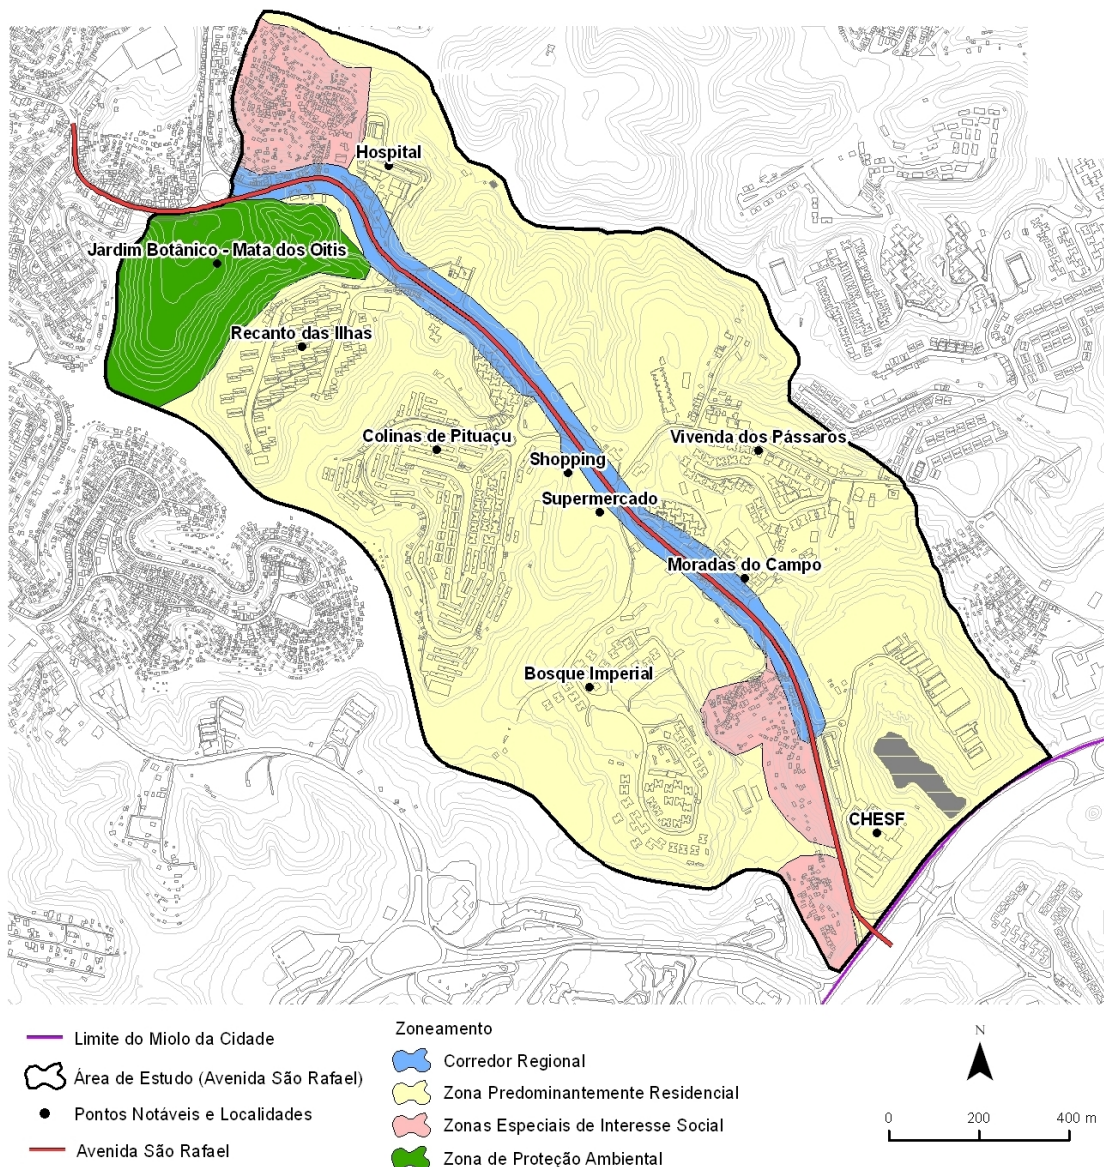 Hospital
Jardim Botânico - Mata dos Oitis
Recanto das Ilhas
Colinas de Pituaçu
Vivenda dos Pássaros
Shopping
Supermercado
Moradas do Campo
Bosque Imperial
CHESF
Limite do Miolo da Cidade
Área de Estudo (Avenida São Rafael)
Pontos Notáveis e Localidades
Avenida São Rafael
Zoneamento
Corredor Regional
Zona Predominantemente Residencial
Zonas Especiais de Interesse Social
Zona de Proteção Ambiental
N
0 200 400 m